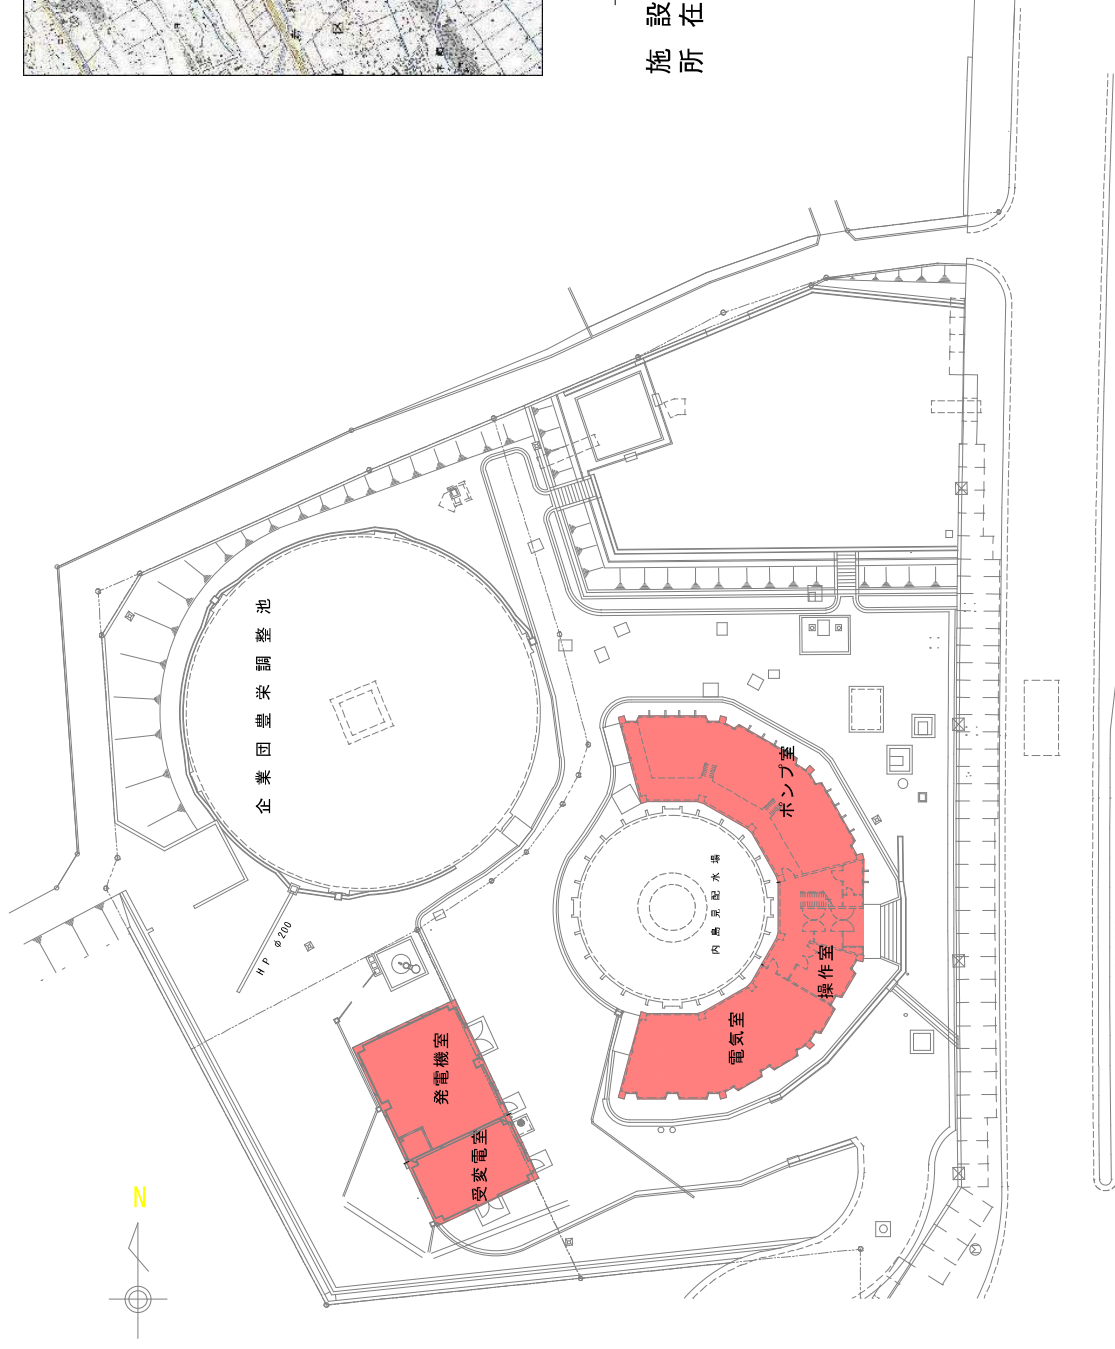 施設
所在
企業団豊栄調整池
HP φ200
ポンプ室
内島見配水場
操作室
電気室
発電機室
受変電室
N